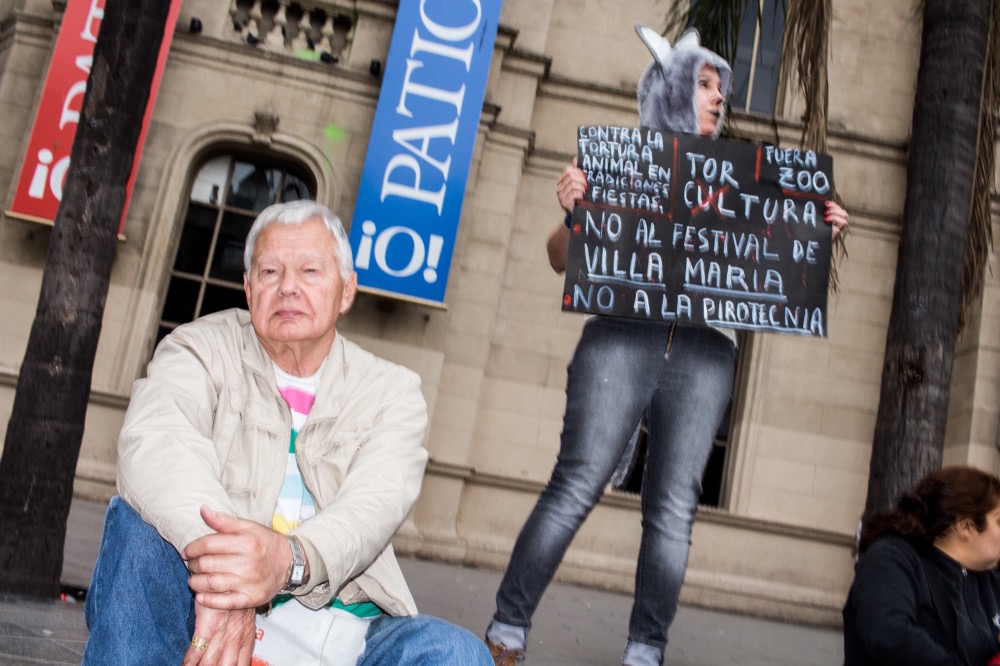 ¡O! PATIO
¡O! PAT
CONTRA LA
TORTURA
ANIMAL EN
TRADICIONES
FIESTAS.
TOR
CULTURA
FUERA
ZOO
NO AL FESTIVAL DE
VILLA MARIA
NO A LA PIROTECNIA